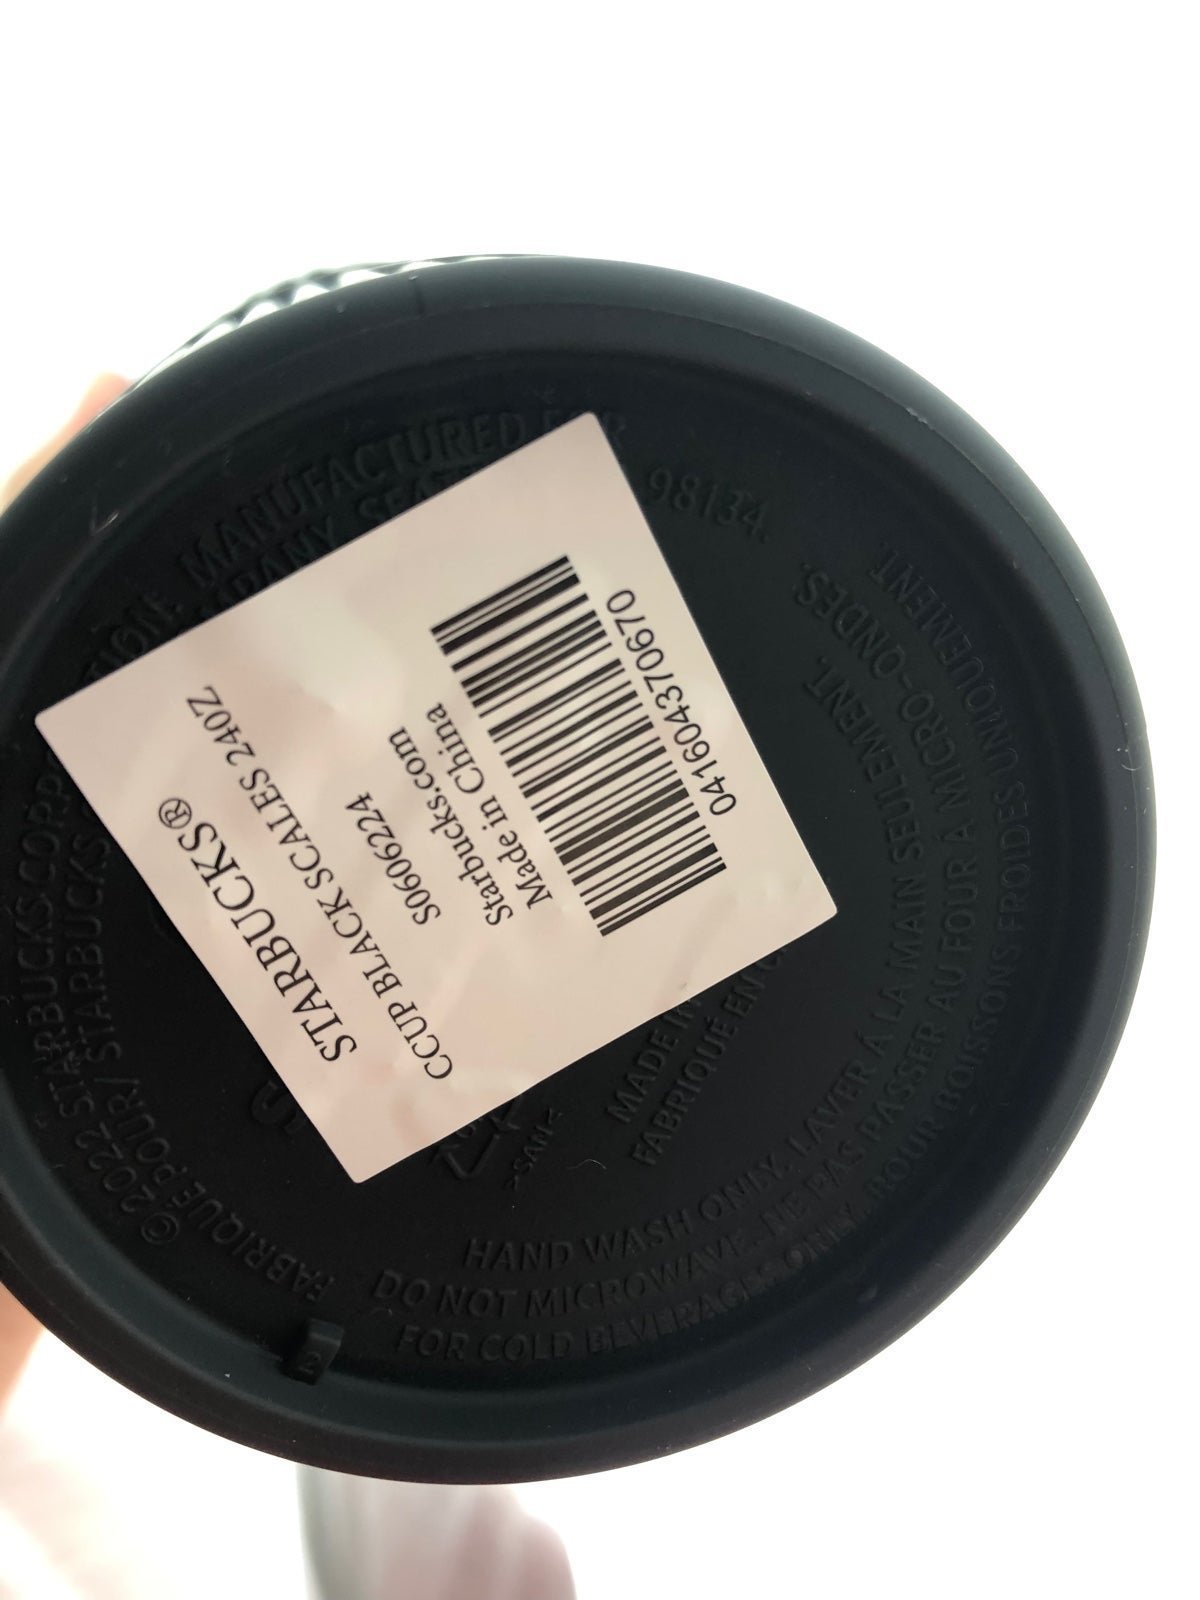 STARBUCKS®
CCUP BLACK SCALES 24OZ
S0606224
Starbucks.com
Made in China
041604370670
© 2022 STARBUCKS
MANUFACTURED
98134.
FABRIQUÉ POUR/ STARBUCKS
MADE
FABRIQUÉ EN
>SAN<
HAND WASH ONLY. LAVER À LA MAIN SEULEMENT.
DO NOT MICROWAVE. NE PAS PASSER AU FOUR À MICRO-ONDES.
FOR COLD BEVERAGES ONLY. POUR BOISSONS FROIDES UNIQUEMENT.
2